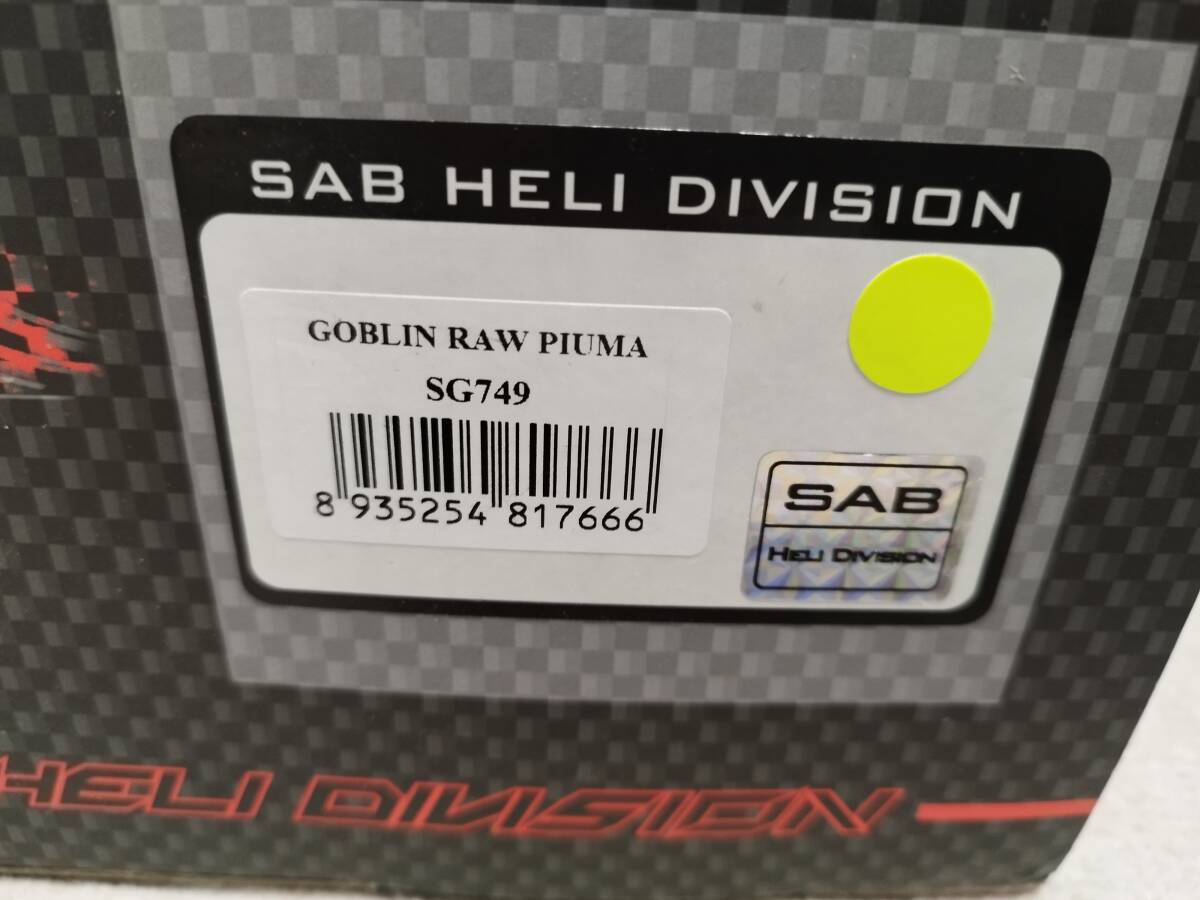 SAB HELI DIVISION
GOBLIN RAW PIUMA
SG749
8 935254 817666
SAB
HELI DIVISION
HELI DIVISION